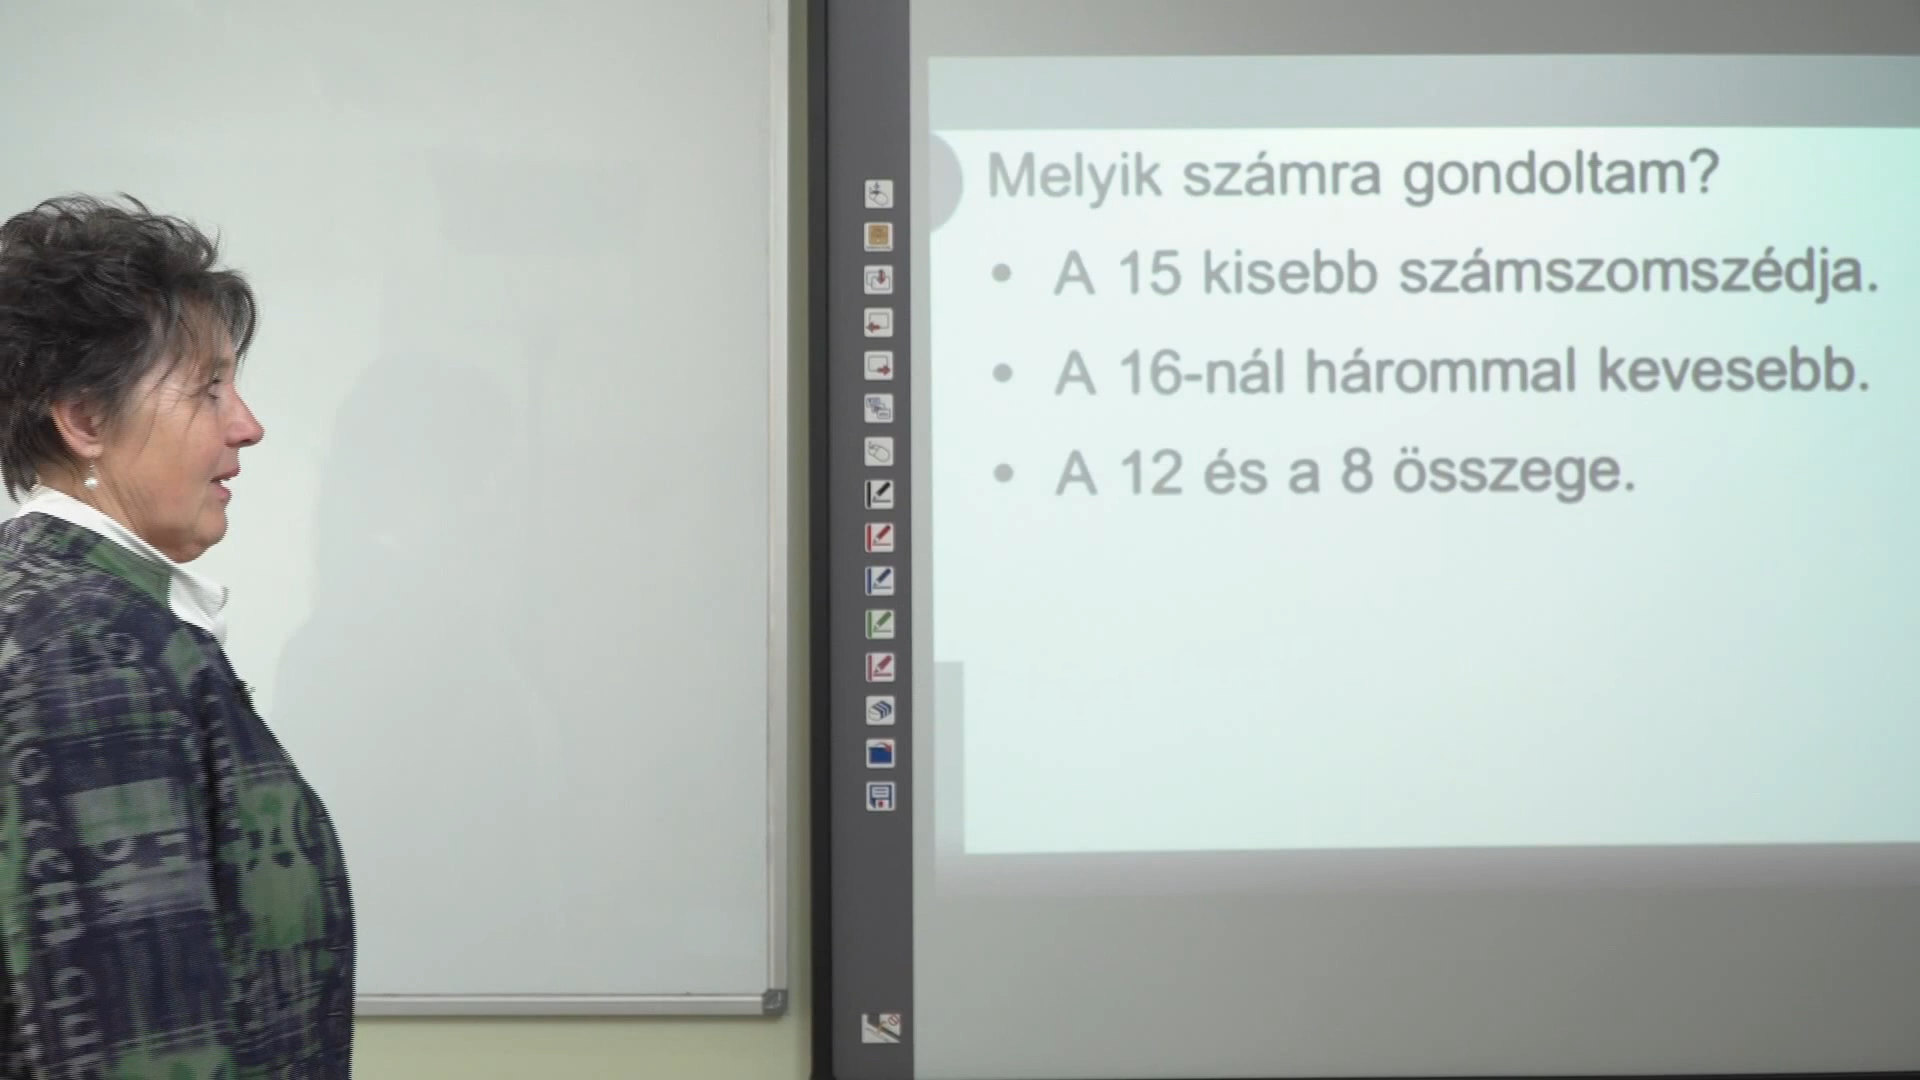 Melyik számra gondoltam?
• A 15 kisebb számszomszédja.
• A 16-nál hárommal kevesebb.
• A 12 és a 8 összege.